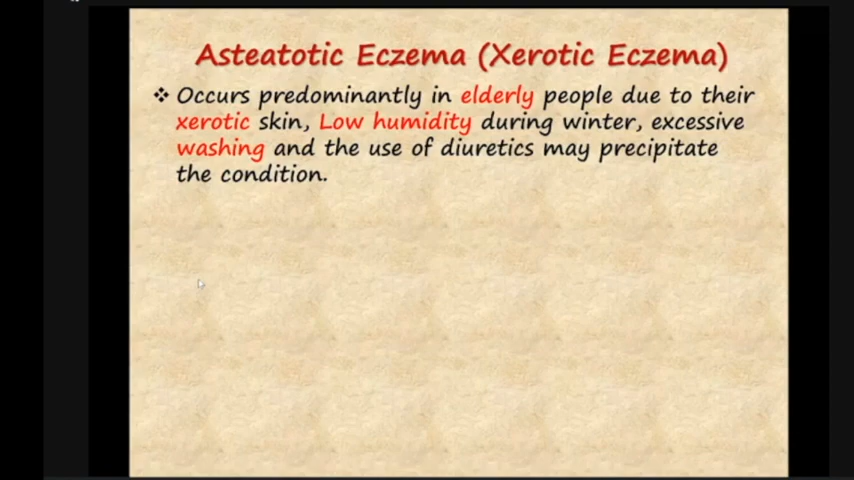 Asteatotic Eczema (Xerotic Eczema)
❖ Occurs predominantly in elderly people due to their
xerotic skin, Low humidity during winter, excessive
washing and the use of diuretics may precipitate
the condition.